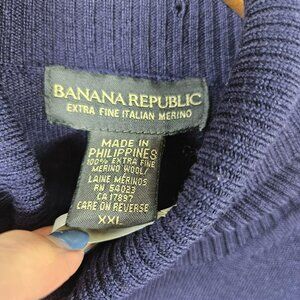 BANANA REPUBLIC
EXTRA FINE ITALIAN MERINO
MADE IN
PHILIPPINES
100% EXTRA FINE
MERINO WOOL/
LAINE MERINOS
RN 54023
CA 17897
CARE ON REVERSE
XXL